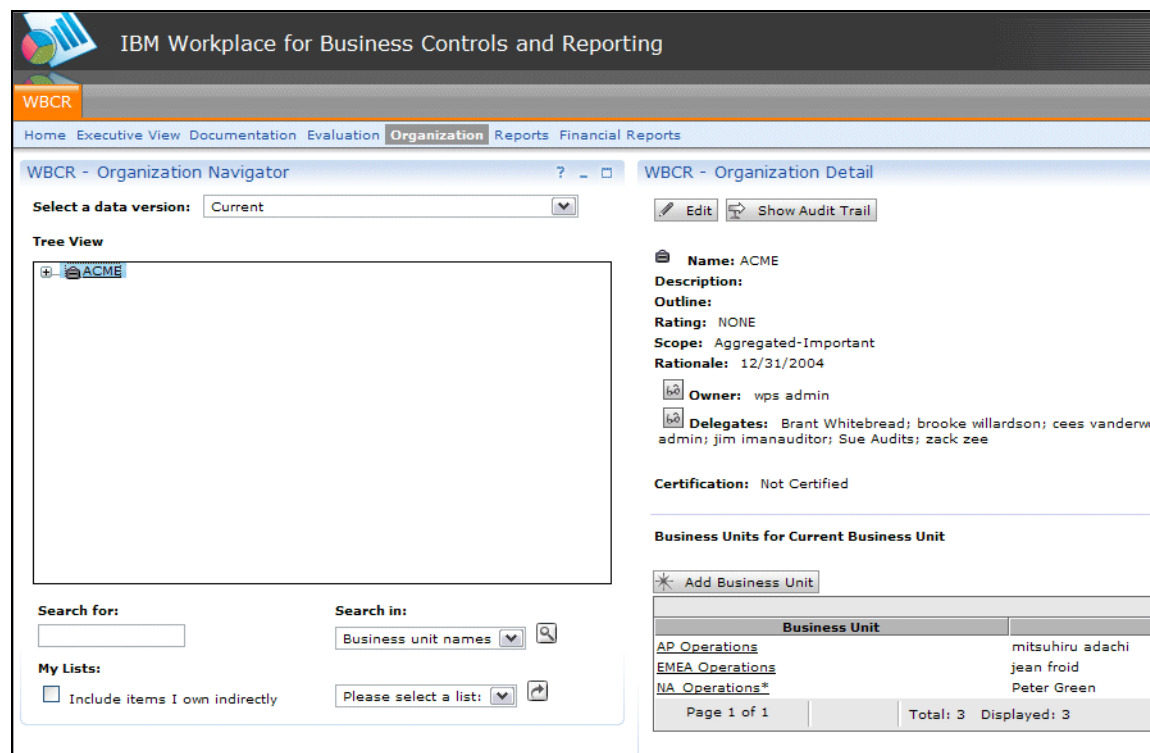 IBM Workplace for Business Controls and Reporting
WBCR
Home Executive View Documentation Evaluation Organization Reports Financial Reports
WBCR - Organization Navigator ?
Select a data version: Current
Tree View
ACME
Search for: Search in:
Business unit names
My Lists:
Include items I own indirectly Please select a list:
WBCR - Organization Detail
Edit Show Audit Trail
Name: ACME
Description:
Outline:
Rating: NONE
Scope: Aggregated-Important
Rationale: 12/31/2004
Owner: wps admin
Delegates: Brant Whitebread; brooke willardson; cees
admin; jim imanauditor; Sue Audits; zack zee
Certification: Not Certified
Business Units for Current Business Unit
Add Business Unit
Business Unit
AP Operations mitsuhiru adachi
EMEA Operations jean froid
NA Operations* Peter Green
Page 1 of 1 Total: 3 Displayed: 3